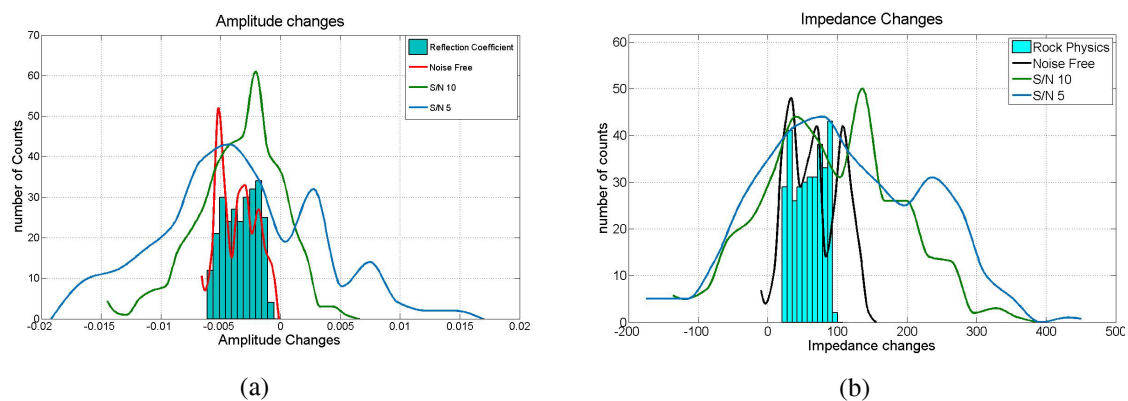 Amplitude changes
70
60
50
40
30
20
10
0
-0.02 -0.015 -0.01 -0.005 0 0.005 0.01 0.015 0.02
number of Counts
Amplitude Changes
Reflection Coefficient
Noise Free
S/N 10
S/N 5
(a)
Impedance Changes
60
50
40
30
20
10
0
-200 -100 0 100 200 300 400 500
number of counts
Impedance changes
Rock Physics
Noise Free
S/N 10
S/N 5
(b)